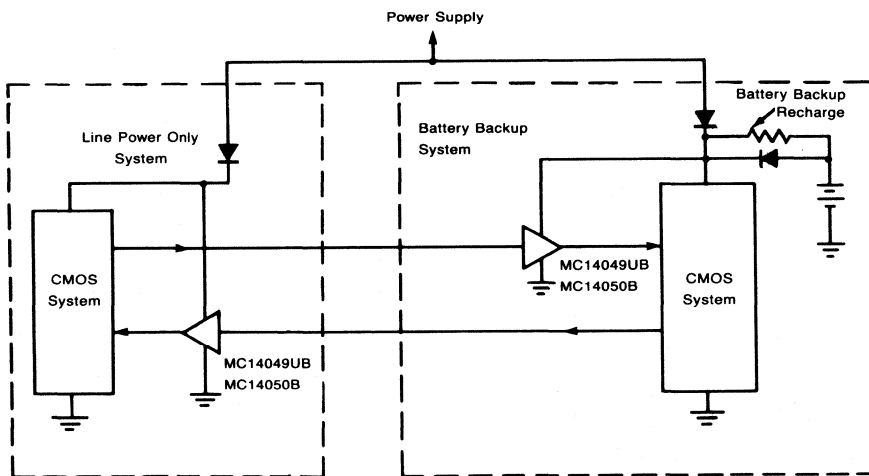 Power Supply
Line Power Only
System
Battery Backup
System
Battery Backup
Recharge
CMOS
System
MC14049UB
MC14050B
MC14049UB
MC14050B
CMOS
System